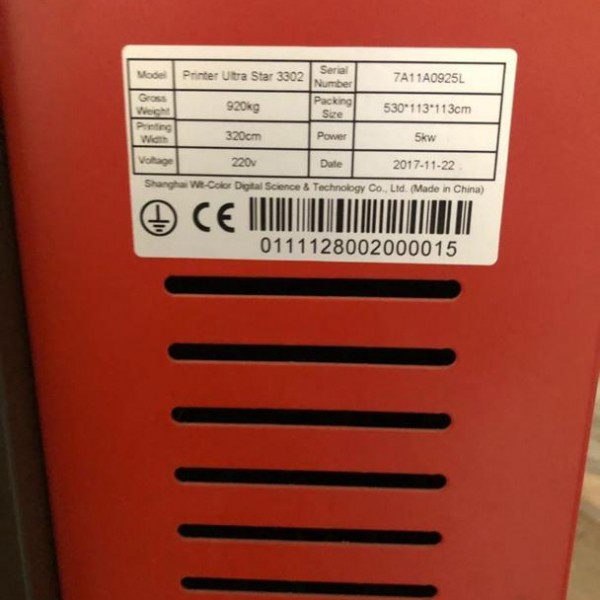 Model Printer Ultra Star 3302 Serial Number 7A11A0925L
Gross Weight 920kg Packing Size 530*113*113cm
Printing Width 320cm Power 5kw
Voltage 220v Date 2017-11-22
Shanghai Wit-Color Digital Science & Technology Co., Ltd. (Made in China)
CE
0111128002000015